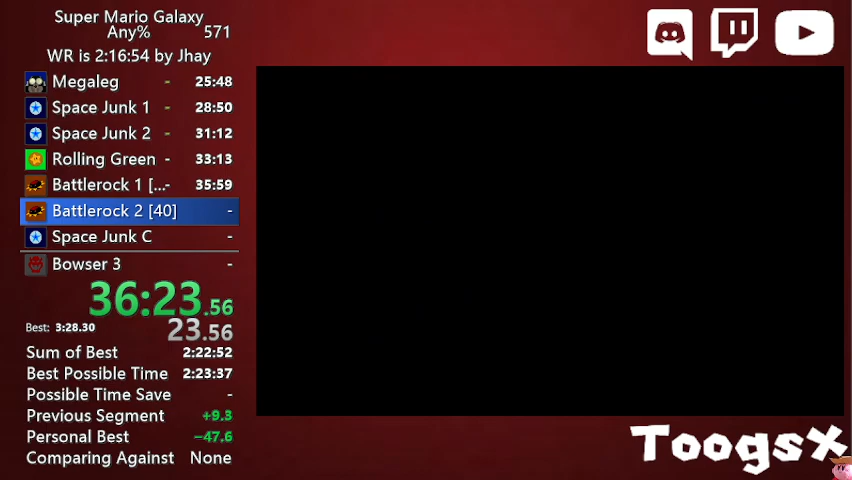 Super Mario Galaxy
Any% 571
WR is 2:16:54 by Jhay
Megaleg - 25:48
Space Junk 1 - 28:50
Space Junk 2 - 31:12
Rolling Green - 33:13
Battlerock 1 [...- 35:59
Battlerock 2 [40] -
Space Junk C -
Bowser 3 -
36:23.56
Best: 3:28.30 23.56
Sum of Best 2:22:52
Best Possible Time 2:23:37
Possible Time Save -
Previous Segment +9.3
Personal Best −47.6
Comparing Against None
ToogsX